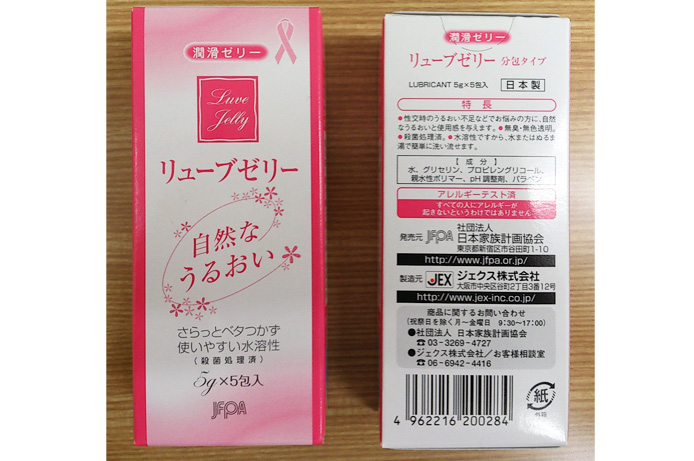 潤滑ゼリー
Luve
Jelly
リューブゼリー
自然な
うるおい
さらっとベタつかず
使いやすい水溶性
(殺菌処理済)
5g×5包入
JFPA
潤滑ゼリー
リューブゼリー 分包タイプ
LUBRICANT 5g×5包入 日本製
特長
●性交時のうるおい不足などでお悩みの方に、自然
なうるおいと使用感を与えます。●無臭・無色透明。
●殺菌処理済。●水溶性ですから、水またはぬるま
湯で簡単に洗い流せます。
【成分】
水、グリセリン、プロピレングリコール、
親水性ポリマー、pH調整剤、パラベン
アレルギーテスト済
すべての人にアレルギーが
起きないというわけではありません。
発売元 JFPA 社団法人
日本家族計画協会
東京都新宿区市谷田町1-10
http://www.jfpa.or.jp/
製造元 JEX ジェクス株式会社
大阪市中央区谷町2丁目3番12号
http://www.jex-inc.co.jp/
商品に関するお問い合わせ
(祝祭日を除く月〜金曜日 9:30〜17:00)
●社団法人 日本家族計画協会
☎03-3269-4727
●ジェクス株式会社/お客様相談室
☎06-6942-4416
4 962216 200284
紙
外箱